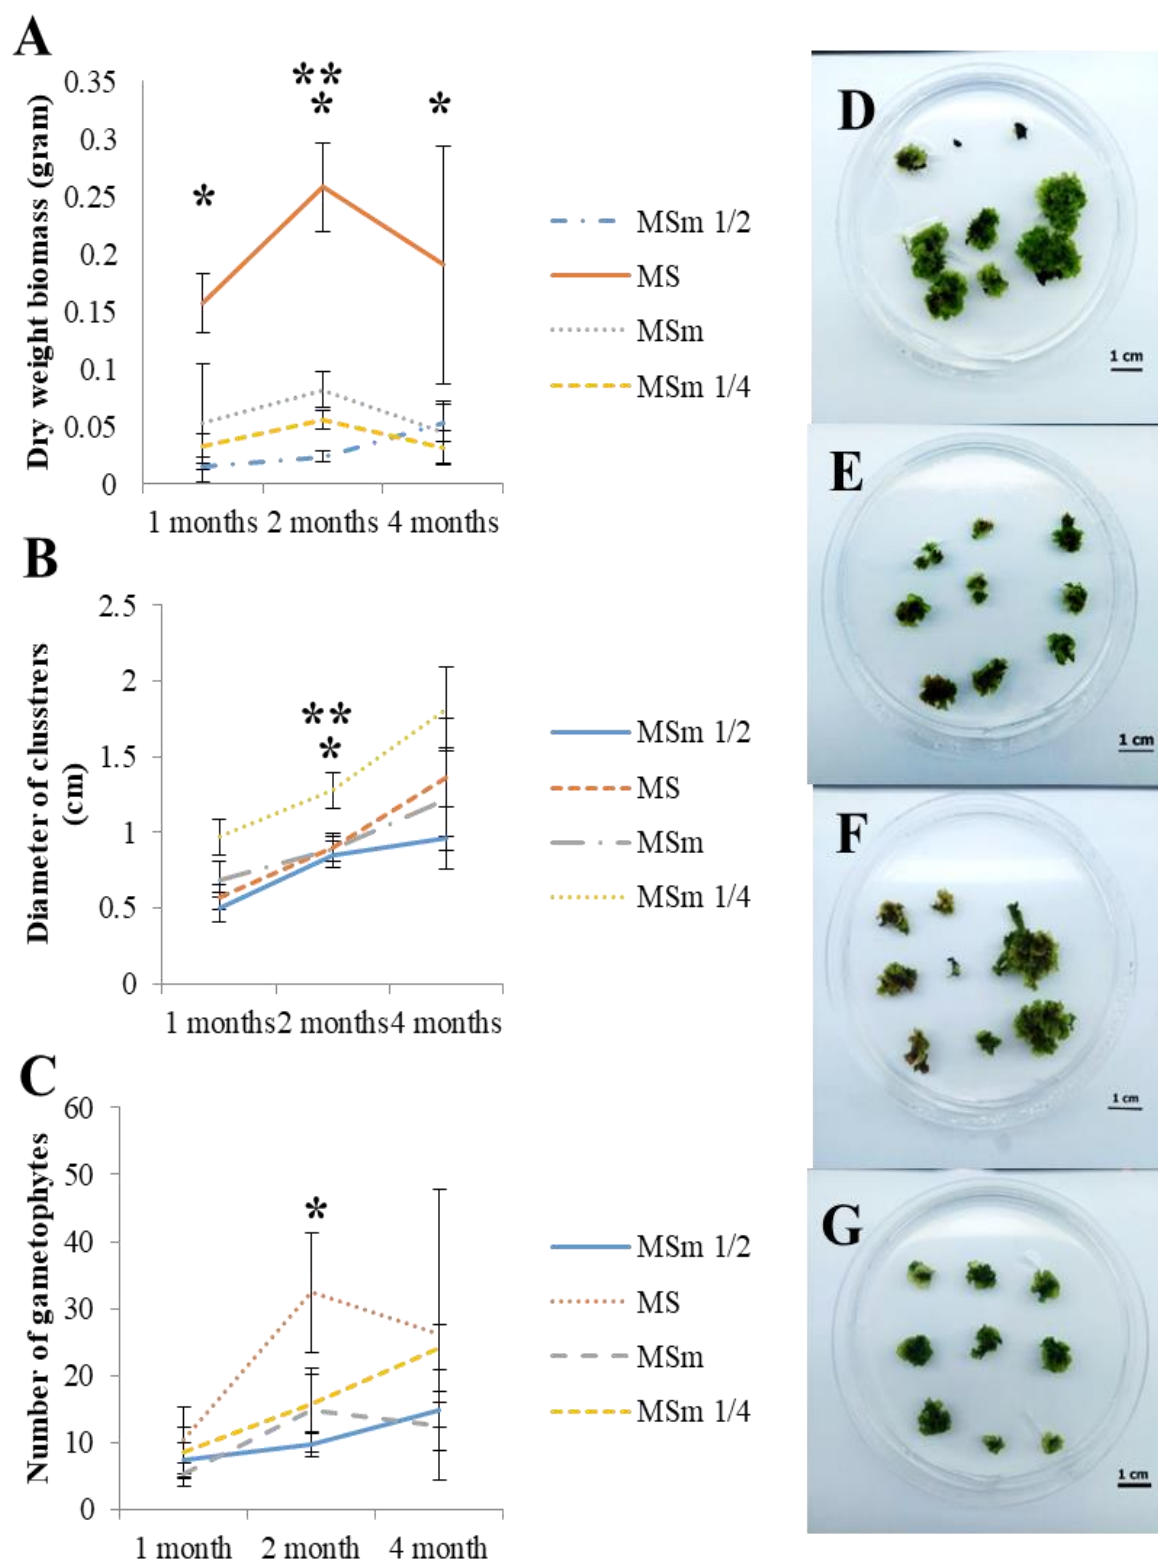 A
Dry weight biomass (gram)
0.35
0.3
0.25
0.2
0.15
0.1
0.05
0
**
*
*
*
1 months 2 months 4 months
MSm 1/2
MS
MSm
MSm 1/4
B
Diameter of clusstrers
(cm)
2.5
2
1.5
1
0.5
0
**
*
1 months2 months4 months
MSm 1/2
MS
MSm
MSm 1/4
C
Number of gametophytes
60
50
40
30
20
10
0
*
1 month 2 month 4 month
MSm 1/2
MS
MSm
MSm 1/4
D
1 cm
E
1 cm
F
1 cm
G
1 cm